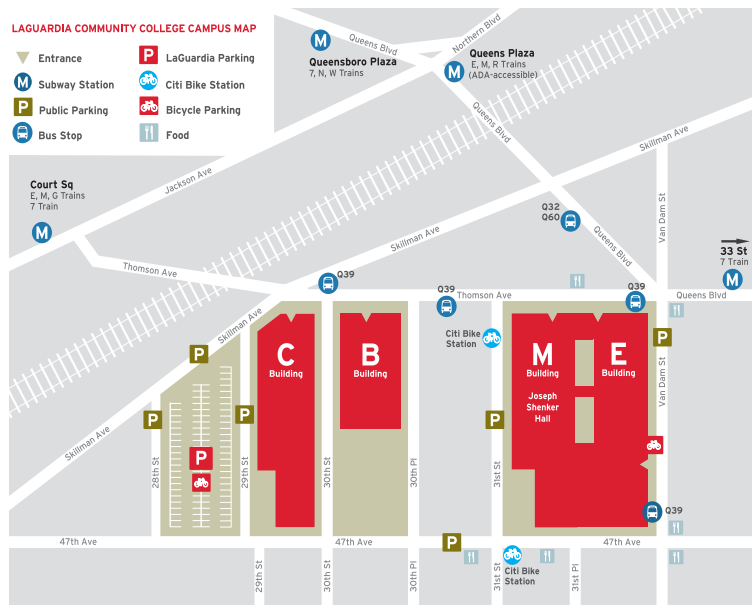 LAGUARDIA COMMUNITY COLLEGE CAMPUS MAP
Entrance
M Subway Station
P Public Parking
Bus Stop
P LaGuardia Parking
Citi Bike Station
Bicycle Parking
Food
M
Queensboro Plaza
7, N, W Trains
Queens Blvd
Northern Blvd
M
Queens Plaza
E, M, R Trains
(ADA-accessible)
Queens Blvd
Skillman Ave
Jackson Ave
Court Sq
E, M, G Trains
7 Train
M
Q32
Q60
Queens Blvd
Van Dam St
33 St
7 Train
M
Skillman Ave
Thomson Ave
Q39
Q39
Thomson Ave
Q39
Queens Blvd
Skillman Ave
Citi Bike
Station
P
P
C
Building
B
Building
M
Building
Joseph
Shenker
Hall
E
Building
Van Dam St
P
P
P
Skillman Ave
P
28th St
29th St
30th St
30th Pl
31st St
Q39
47th Ave
47th Ave
P
47th Ave
Citi Bike
Station
29th St
30th St
30th Pl
31st St
31st Pl